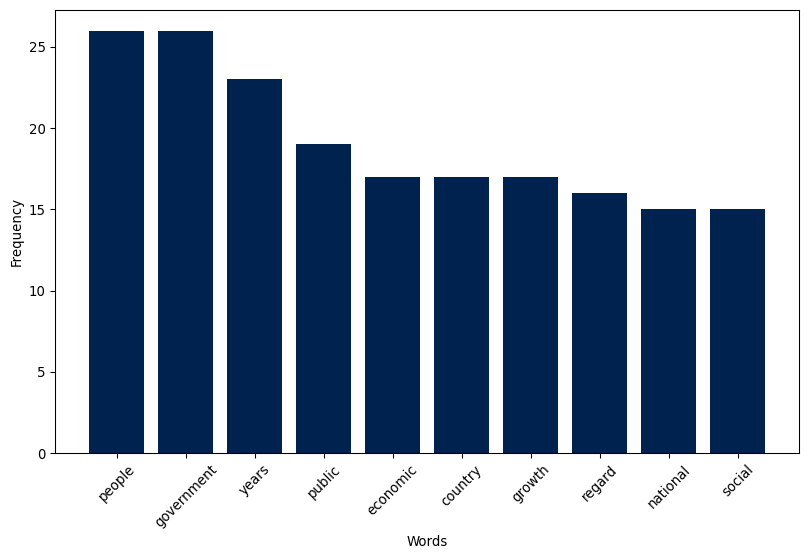 25
20
15
10
5
0
Frequency
people
government
years
public
economic
country
growth
regard
national
social
Words